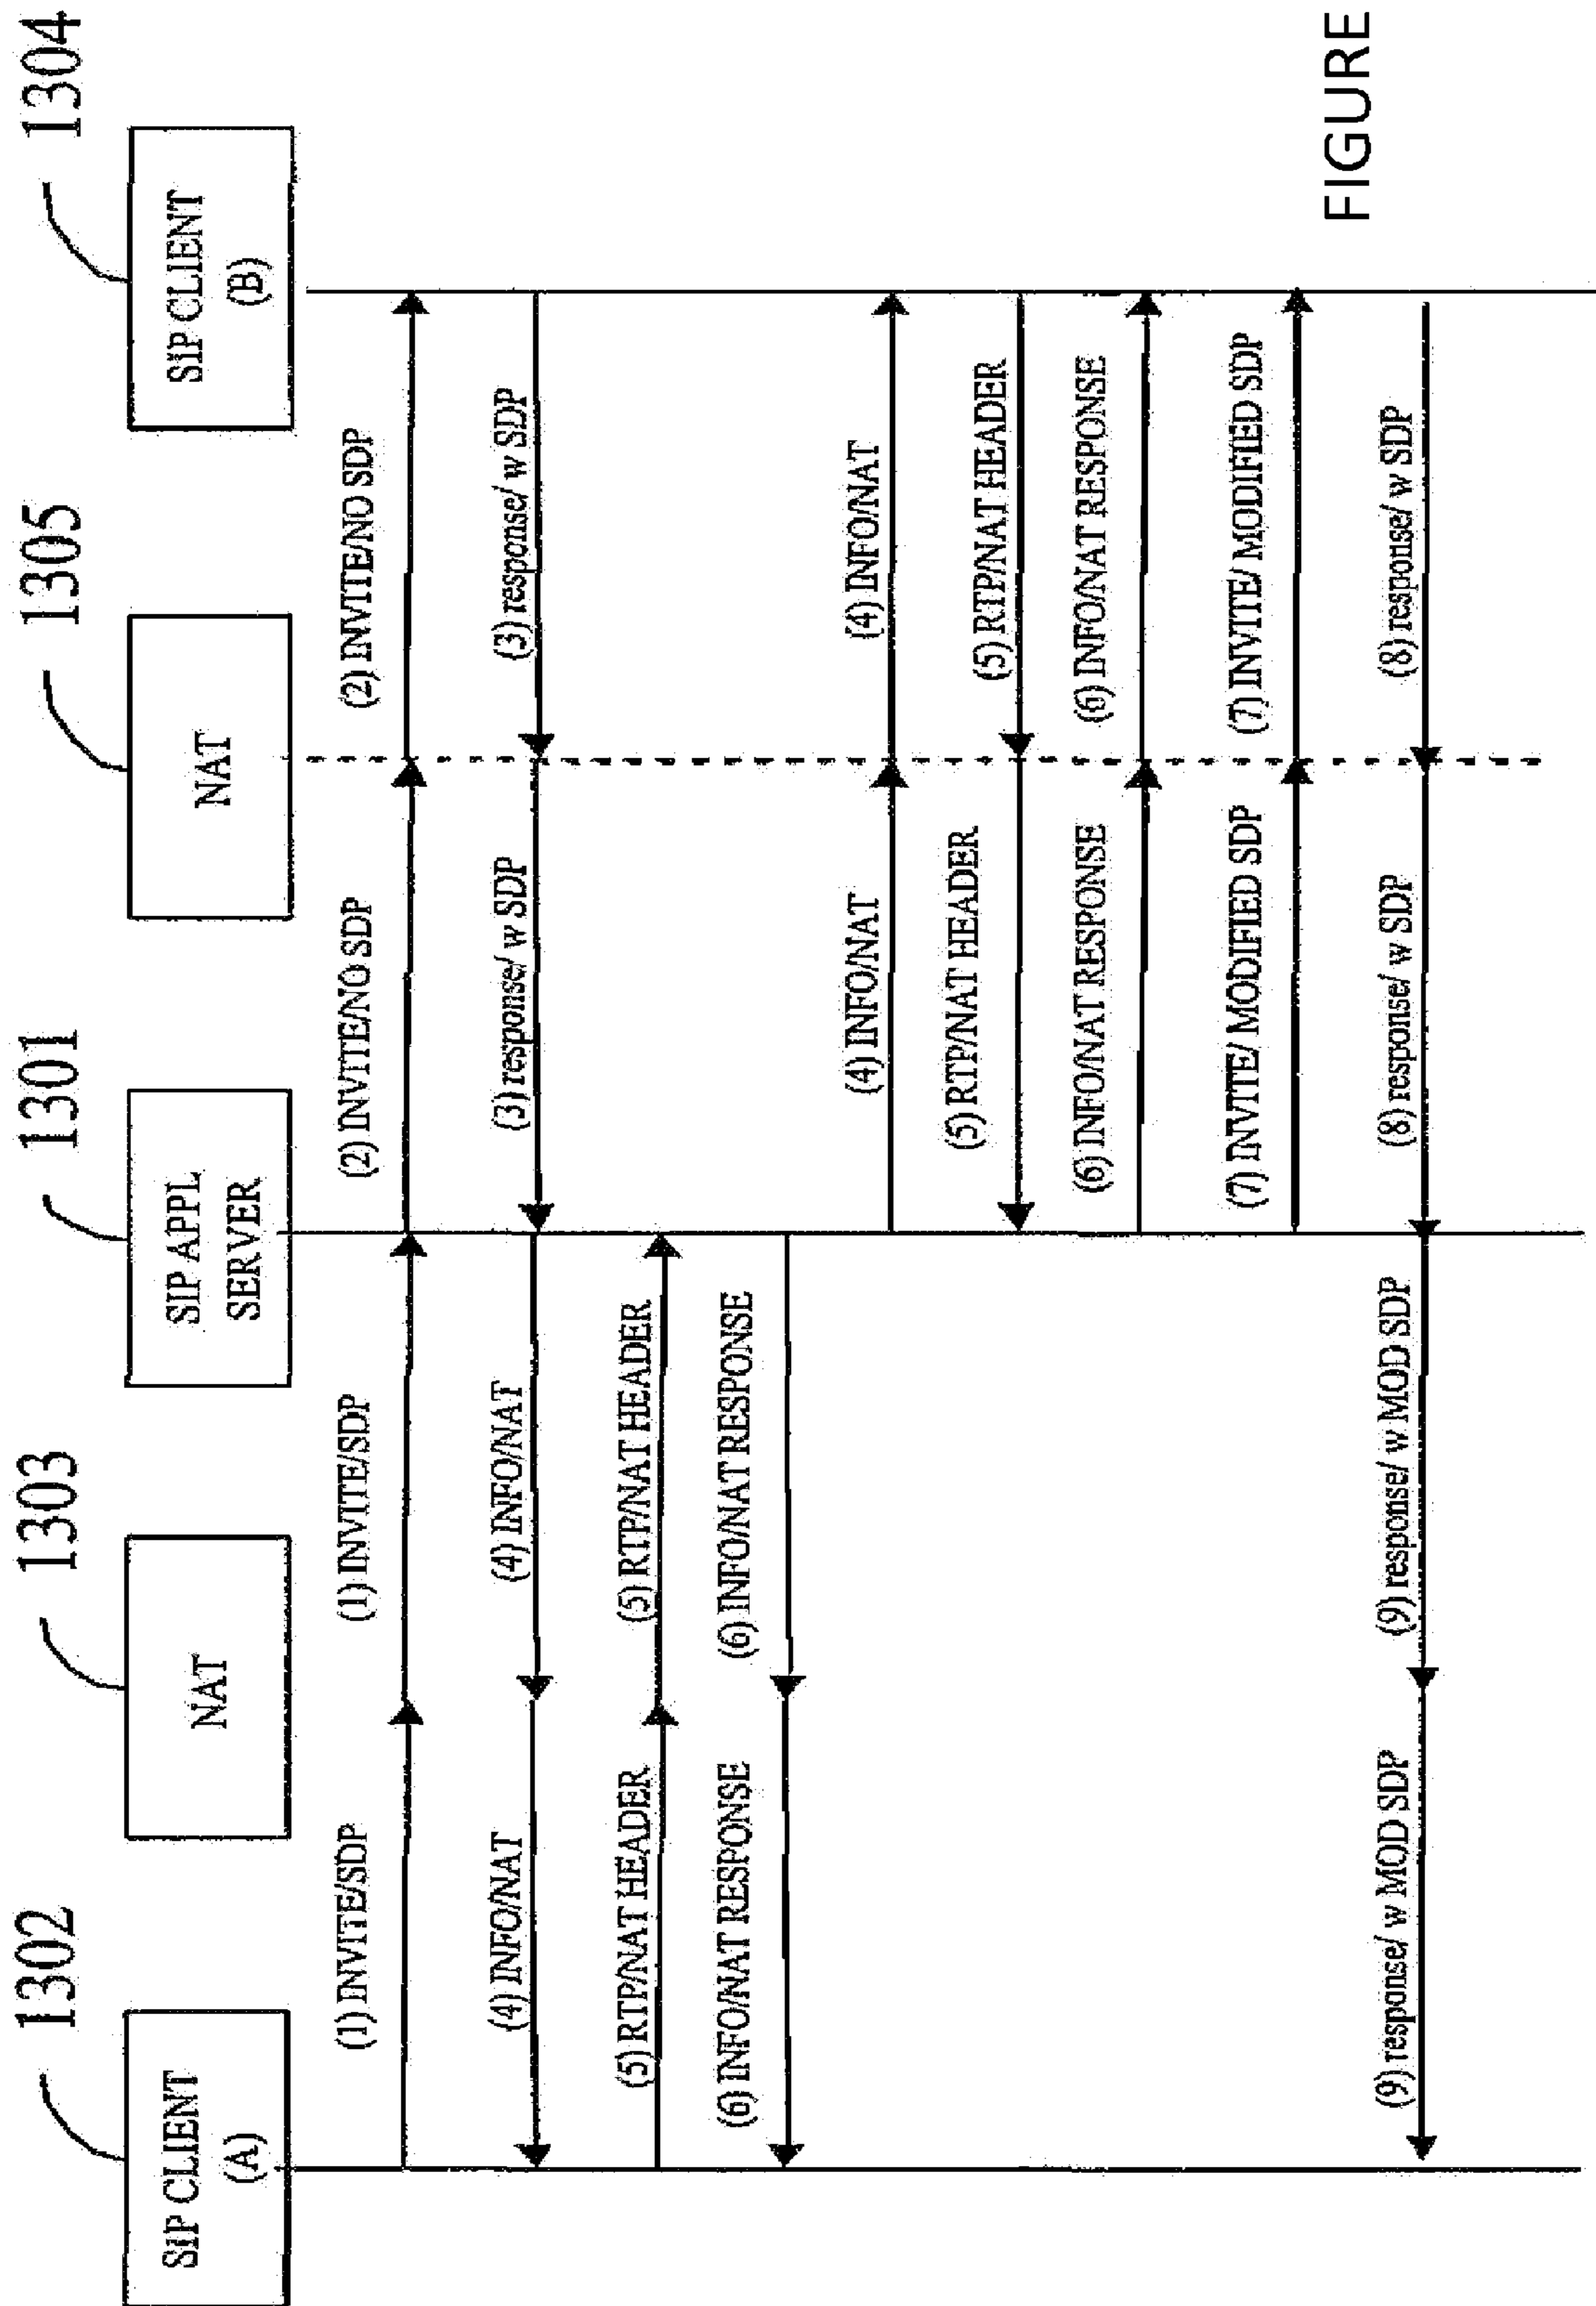 1302
1303
1301
1305
1304
SIP CLIENT
(A)
NAT
SIP APPL
SERVER
NAT
SIP CLIENT
(B)
(1) INVITE/SDP
(1) INVITE/SDP
(2) INVITE/NO SDP
(2) INVITE/NO SDP
(4) INFO/NAT
(4) INFO/NAT
(3) response/ w SDP
(3) response/ w SDP
(5) RTP/NAT HEADER
(5) RTP/NAT HEADER
(6) INFO/NAT RESPONSE
(6) INFO/NAT RESPONSE
(4) INFO/NAT
(4) INFO/NAT
(5) RTP/NAT HEADER
(5) RTP/NAT HEADER
(6) INFO/NAT RESPONSE
(6) INFO/NAT RESPONSE
(7) INVITE/ MODIFIED SDP
(7) INVITE/ MODIFIED SDP
(9) response/ w MOD SDP
(9) response/ w MOD SDP
(8) response/ w SDP
(8) response/ w SDP
FIGURE